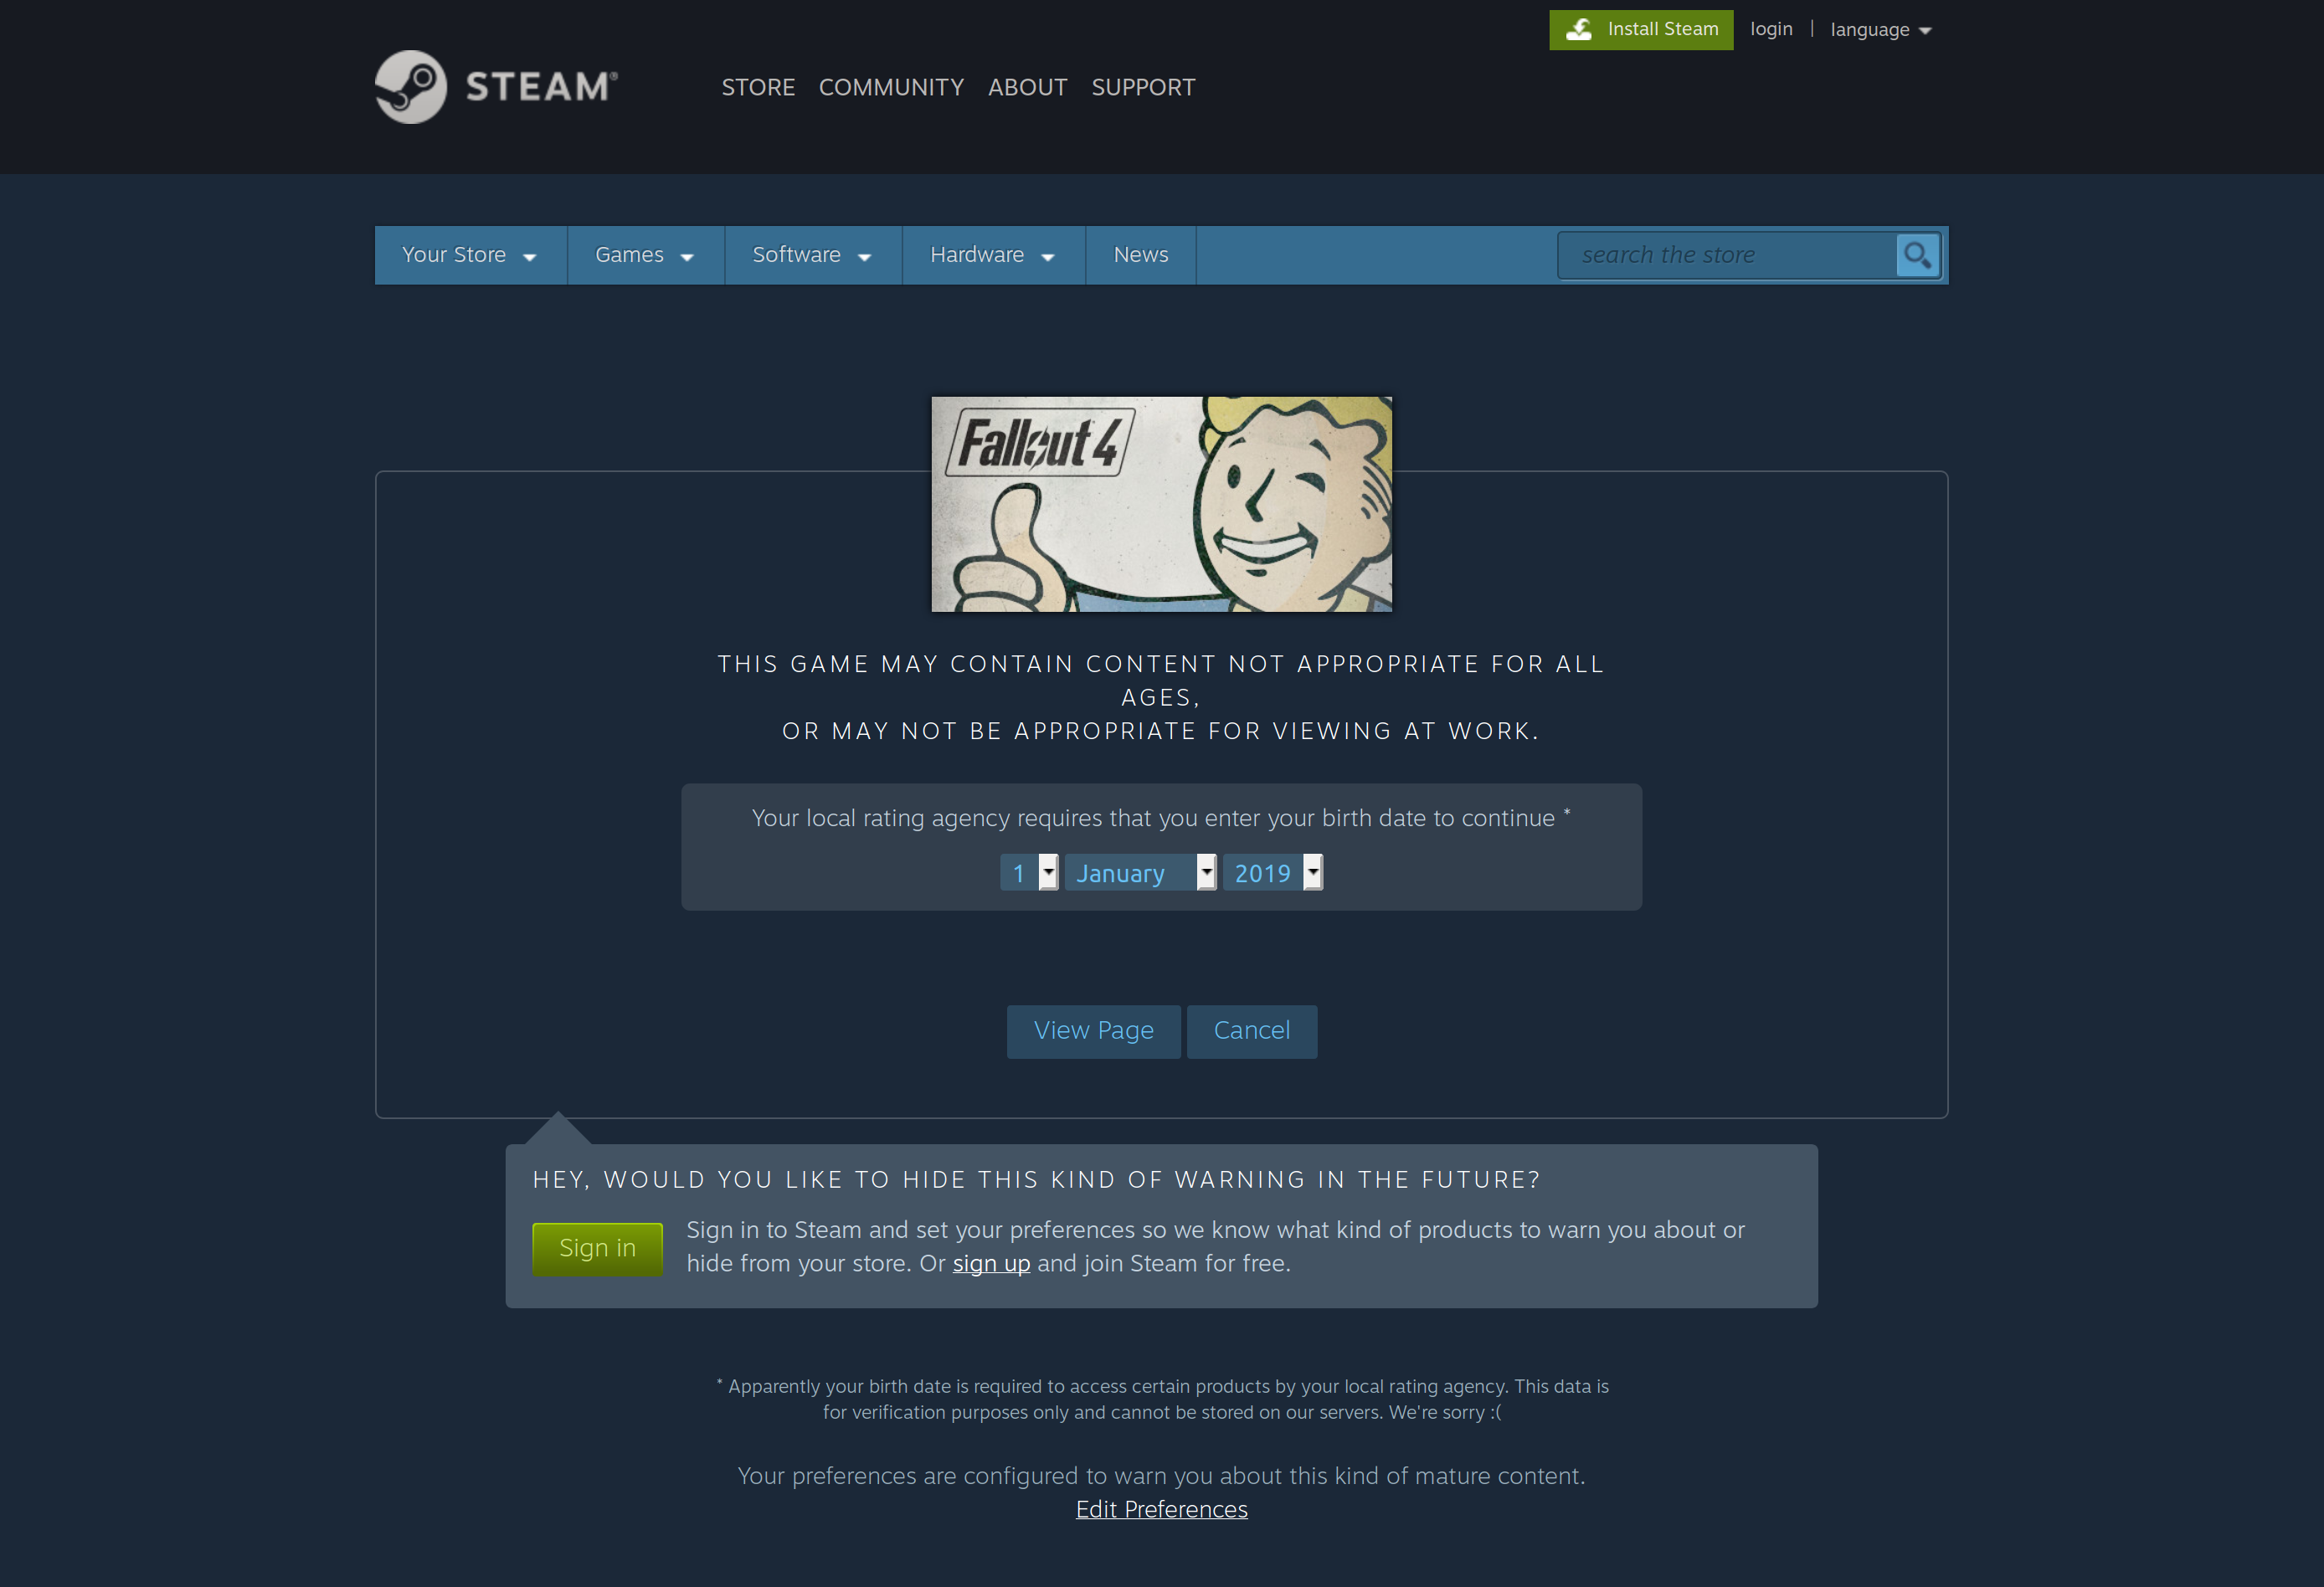 Install Steam login | language
STEAM®
STORE COMMUNITY ABOUT SUPPORT
Your Store Games Software Hardware News search the store
Fallout 4
THIS GAME MAY CONTAIN CONTENT NOT APPROPRIATE FOR ALL
AGES,
OR MAY NOT BE APPROPRIATE FOR VIEWING AT WORK.
Your local rating agency requires that you enter your birth date to continue *
1 January 2019
View Page Cancel
HEY, WOULD YOU LIKE TO HIDE THIS KIND OF WARNING IN THE FUTURE?
Sign in
Sign in to Steam and set your preferences so we know what kind of products to warn you about or
hide from your store. Or sign up and join Steam for free.
* Apparently your birth date is required to access certain products by your local rating agency. This data is
for verification purposes only and cannot be stored on our servers. We're sorry :(
Your preferences are configured to warn you about this kind of mature content.
Edit Preferences